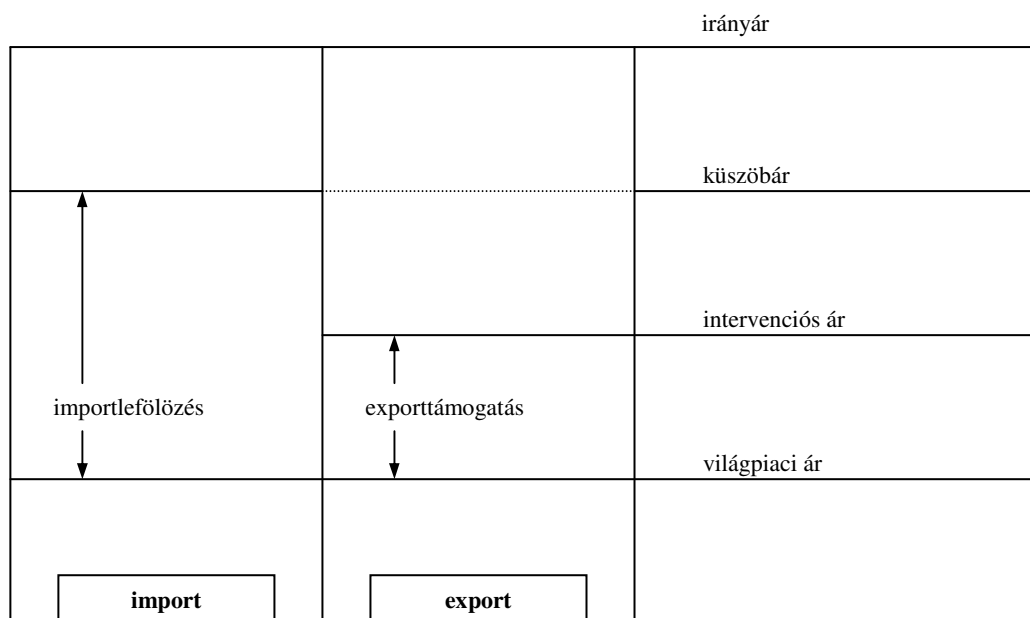 irányár
küszöbár
intervenciós ár
importlefölözés
exporttámogatás
világpiaci ár
import
export